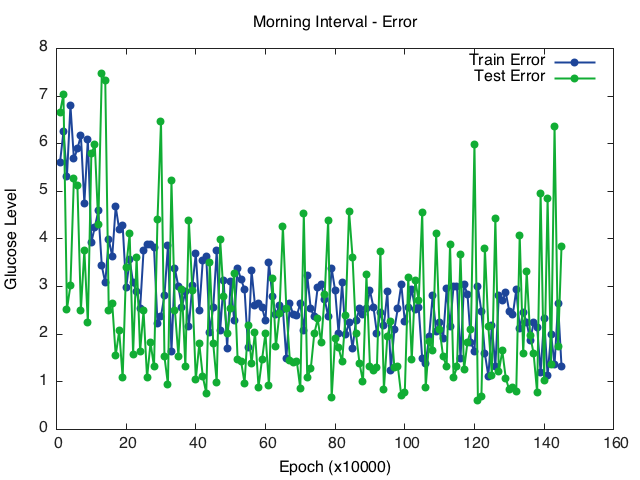 Morning Interval - Error
Train Error
Test Error
Glucose Level
8
7
6
5
4
3
2
1
0
0 20 40 60 80 100 120 140 160
Epoch (x10000)